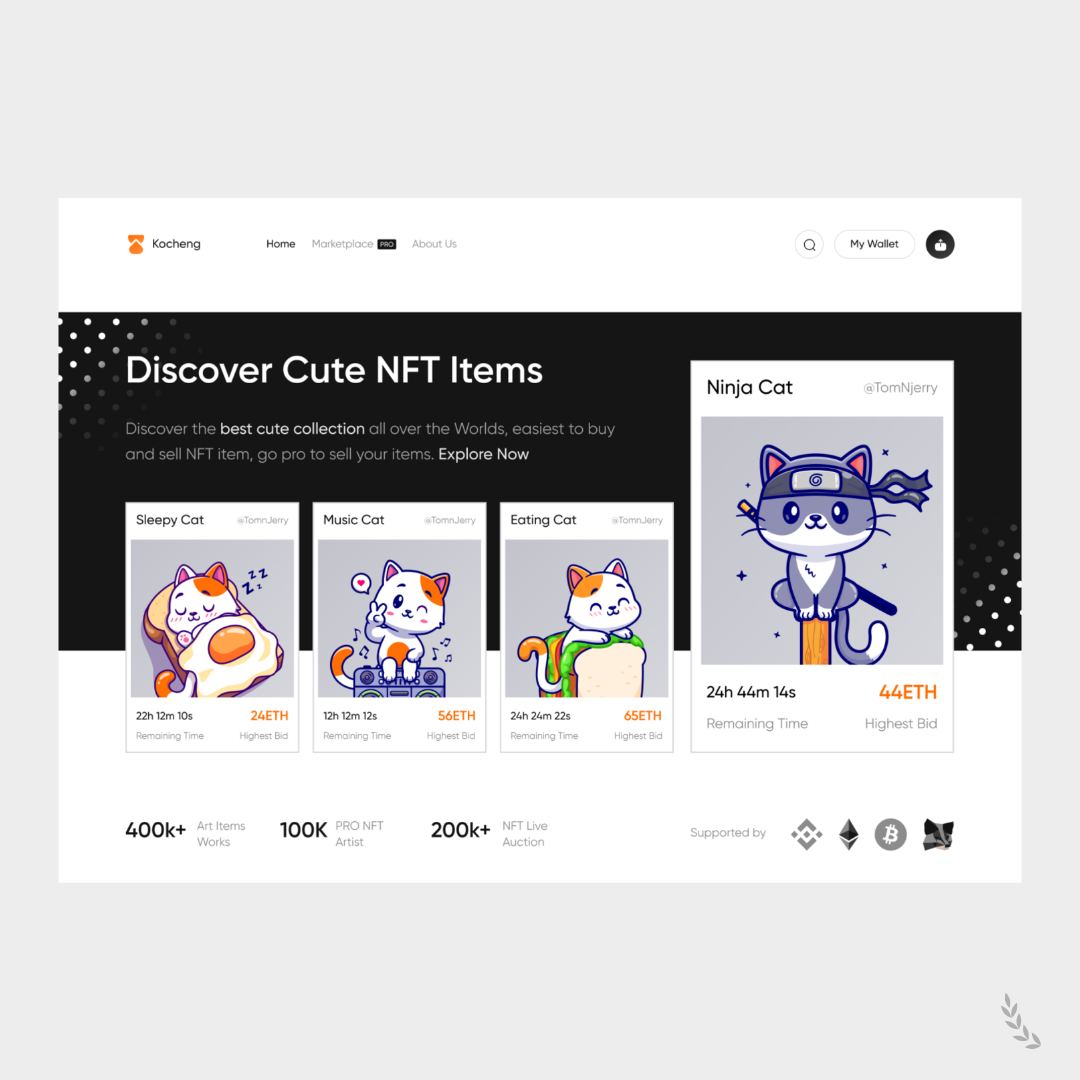 Kocheng
Home
Marketplace PRO
About Us
My Wallet
Discover Cute NFT Items
Discover the best cute collection all over the Worlds, easiest to buy
and sell NFT item, go pro to sell your items. Explore Now
Sleepy Cat
@TomnJerry
zzzz
22h 12m 10s
24ETH
Remaining Time
Highest Bid
Music Cat
@TomnJerry
12h 12m 12s
56ETH
Remaining Time
Highest Bid
Eating Cat
@TomnJerry
24h 24m 22s
65ETH
Remaining Time
Highest Bid
Ninja Cat
@TomNjerry
24h 44m 14s
44ETH
Remaining Time
Highest Bid
400k+
Art Items
Works
100K
PRO NFT
Artist
200k+
NFT Live
Auction
Supported by